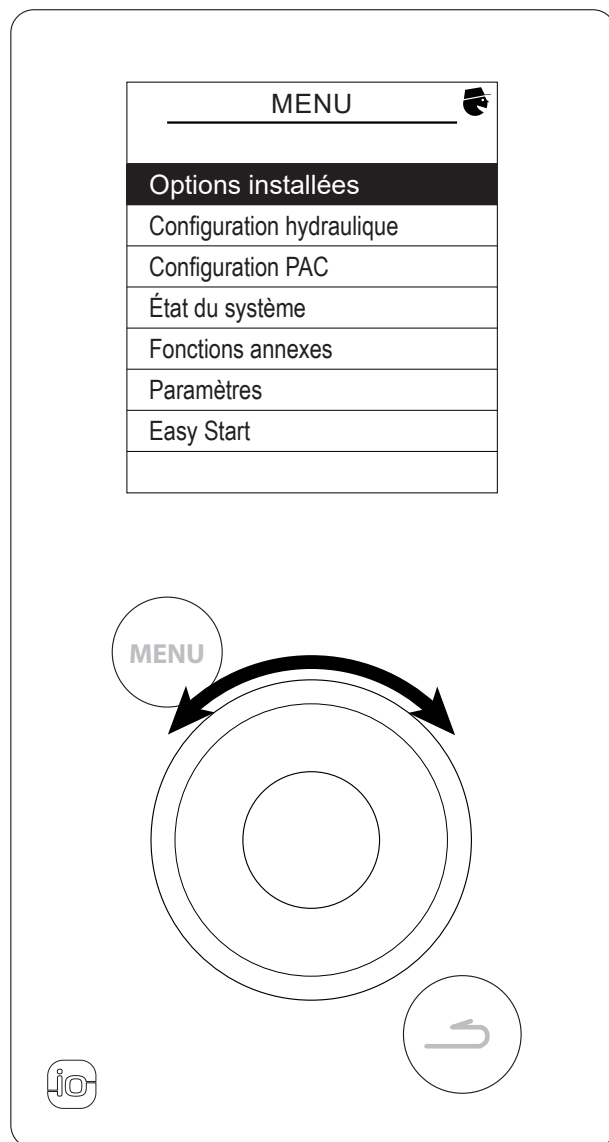 MENU
Options installées
Configuration hydraulique
Configuration PAC
État du système
Fonctions annexes
Paramètres
Easy Start
MENU
io